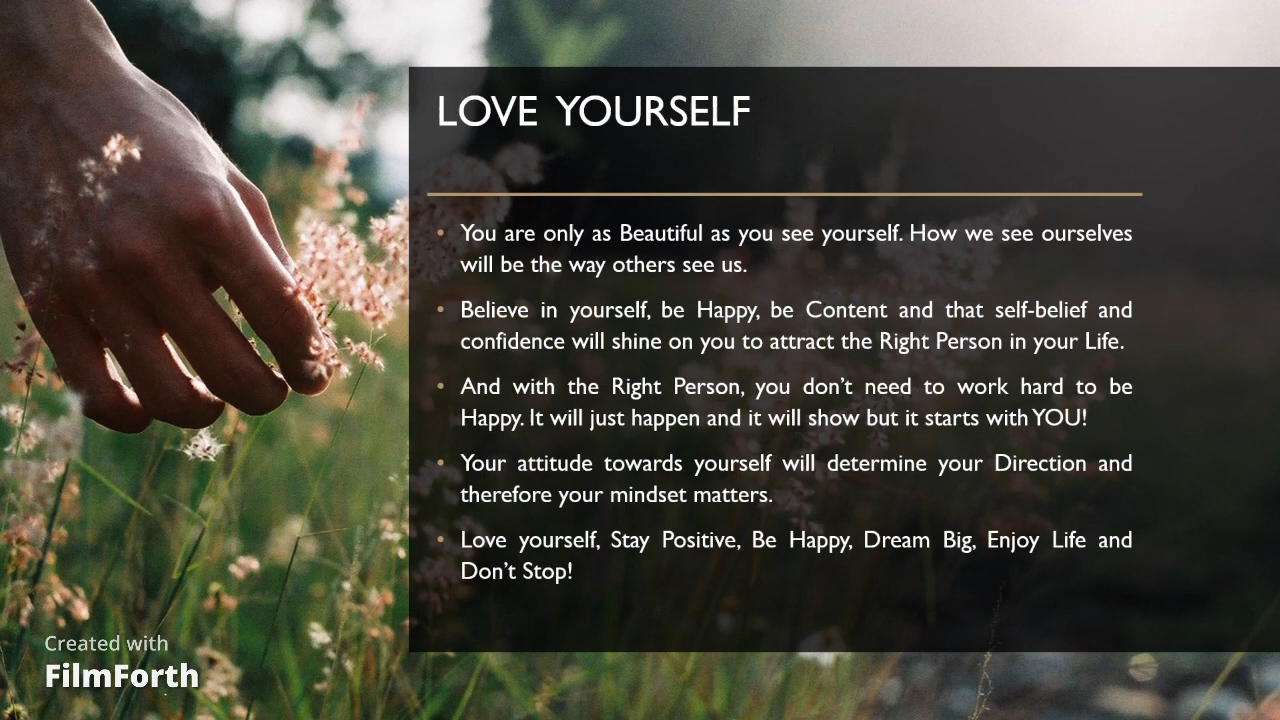 LOVE YOURSELF
• You are only as Beautiful as you see yourself. How we see ourselves
will be the way others see us.
• Believe in yourself, be Happy, be Content and that self-belief and
confidence will shine on you to attract the Right Person in your Life.
• And with the Right Person, you don’t need to work hard to be
Happy. It will just happen and it will show but it starts with YOU!
• Your attitude towards yourself will determine your Direction and
therefore your mindset matters.
• Love yourself, Stay Positive, Be Happy, Dream Big, Enjoy Life and
Don’t Stop!
Created with
FilmForth